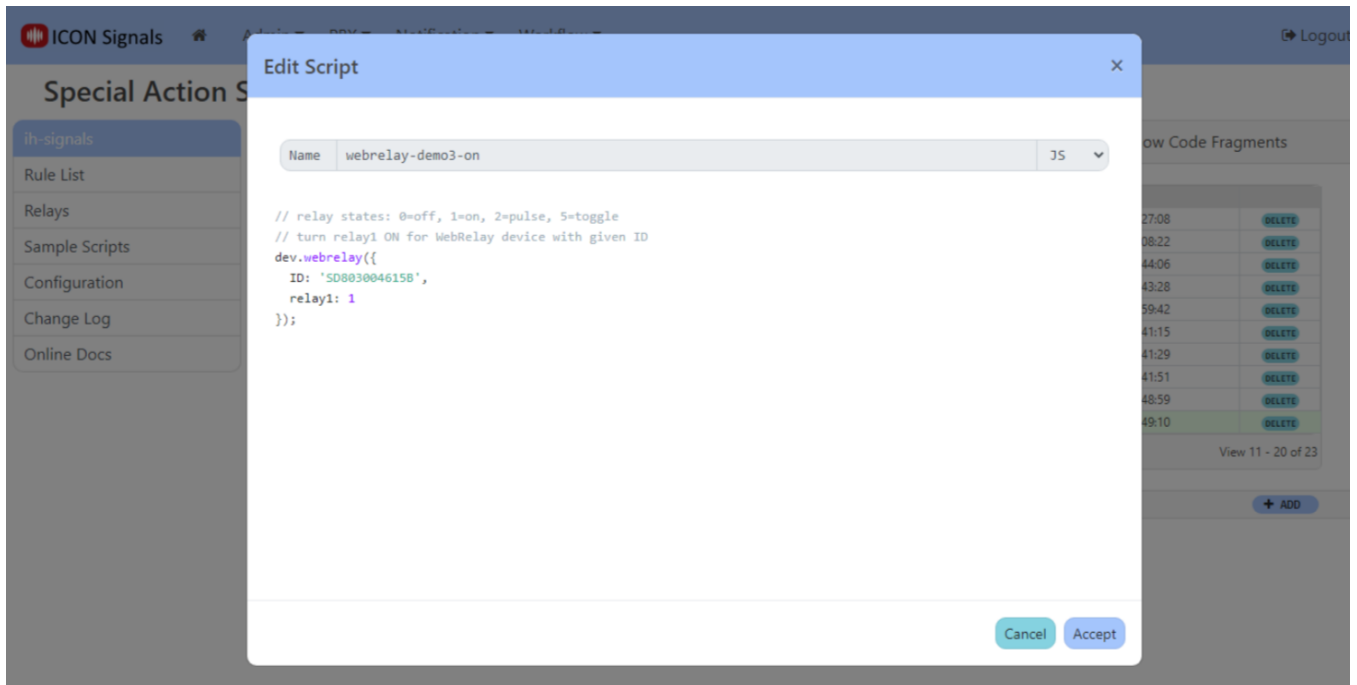 ICON Signals
Admin PBX Notification Workflow
Logout
Special Action S
ih-signals
Rule List
Relays
Sample Scripts
Configuration
Change Log
Online Docs
Edit Script
×
Name webrelay-demo3-on JS
// relay states: 0=off, 1=on, 2=pulse, 5=toggle
// turn relay1 ON for WebRelay device with given ID
dev.webrelay({
ID: 'SD803004615B',
relay1: 1
});
Cancel Accept
ow Code Fragments
27:08 DELETE
08:22 DELETE
44:06 DELETE
43:28 DELETE
59:42 DELETE
41:15 DELETE
41:29 DELETE
41:51 DELETE
48:59 DELETE
49:10 DELETE
View 11 - 20 of 23
+ ADD